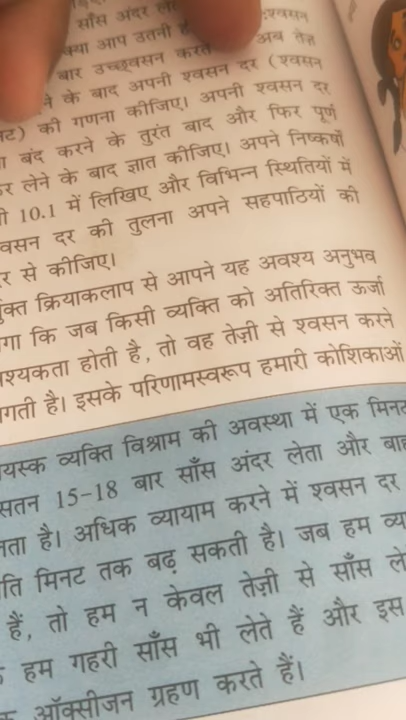 साँस अंदर
क्या आप उतनी
बार उच्छ्वसन करते अब तेज़
के बाद अपनी श्वसन दर (श्वसन
की गणना कीजिए। अपनी श्वसन दर
बंद करने के तुरंत बाद और फिर पूर्ण
लेने के बाद ज्ञात कीजिए। अपने निष्कर्षों
10.1 में लिखिए और विभिन्न स्थितियों में
वसन दर की तुलना अपने सहपाठियों की
र से कीजिए।
क्त क्रियाकलाप से आपने यह अवश्य अनुभव
गा कि जब किसी व्यक्ति को अतिरिक्त ऊर्जा
श्यकता होती है, तो वह तेज़ी से श्वसन करने
गती है। इसके परिणामस्वरूप हमारी कोशिकाओं
यस्क व्यक्ति विश्राम की अवस्था में एक मिनट
सतन 15-18 बार साँस अंदर लेता और बाह
ता है। अधिक व्यायाम करने में श्वसन दर
ति मिनट तक बढ़ सकती है। जब हम व्या
हैं, तो हम न केवल तेज़ी से साँस ले
हम गहरी साँस भी लेते हैं और इस
ऑक्सीजन ग्रहण करते हैं।